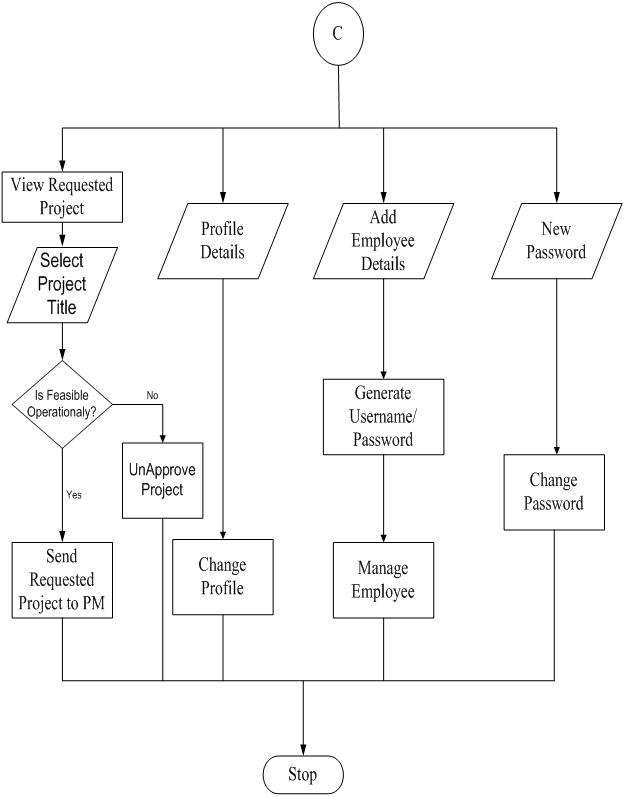 C
View Requested
Project
Profile
Details
Add
Employee
Details
New
Password
Select
Project
Title
Is Feasible
Operationaly?
No
Generate
Username/
Password
UnApprove
Project
Yes
Change
Password
Send
Requested
Project to PM
Change
Profile
Manage
Employee
Stop